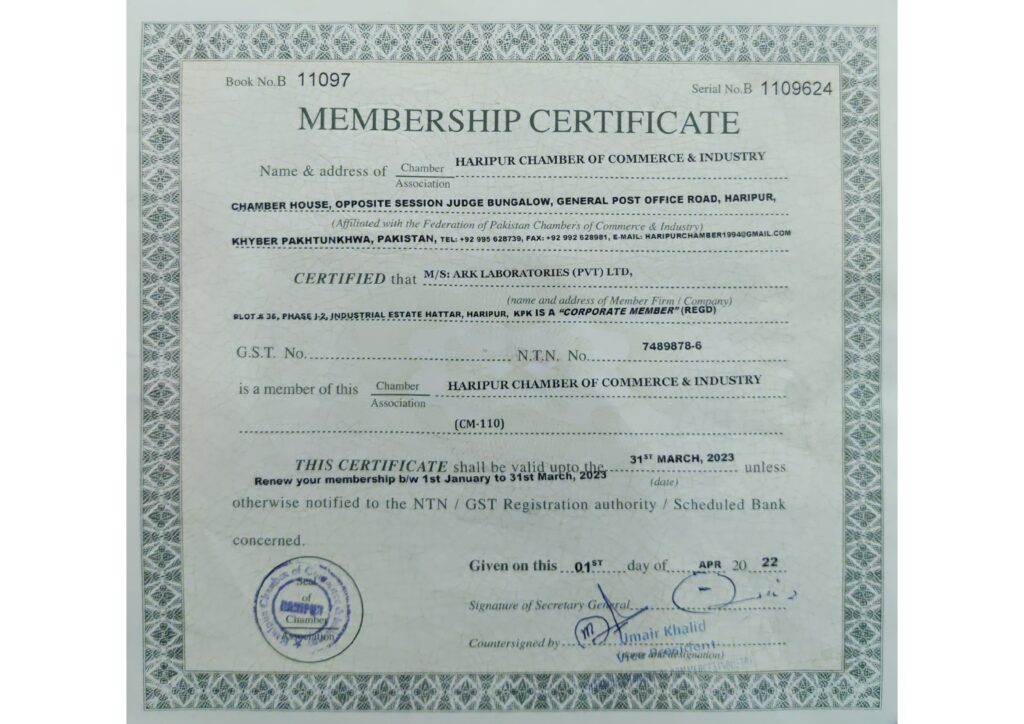 Book No.B 11097
Serial No.B 1109624
MEMBERSHIP CERTIFICATE
Name & address of Chamber Association HARIPUR CHAMBER OF COMMERCE & INDUSTRY
CHAMBER HOUSE, OPPOSITE SESSION JUDGE BUNGALOW, GENERAL POST OFFICE ROAD, HARIPUR,
(Affiliated with the Federation of Pakistan Chambers of Commerce & Industry)
KHYBER PAKHTUNKHWA, PAKISTAN, TEL: +92 995 628739, FAX: +92 992 628981, E-MAIL: HARIPURCHAMBER1994@GMAIL.COM
CERTIFIED that M/S: ARK LABORATORIES (PVT) LTD,
(name and address of Member Firm / Company)
PLOT # 36, PHASE I-2, INDUSTRIAL ESTATE HATTAR, HARIPUR, KPK IS A "CORPORATE MEMBER" (REGD)
G.S.T. No. N.T.N. No. 7489878-6
is a member of this Chamber Association HARIPUR CHAMBER OF COMMERCE & INDUSTRY
(CM-110)
THIS CERTIFICATE shall be valid upto the 31ST MARCH, 2023 unless
Renew your membership b/w 1st January to 31st March, 2023
(date)
otherwise notified to the NTN / GST Registration authority / Scheduled Bank
concerned.
Given on this 01ST day of APR 20 22
Seal
of
HARIPUR
Chamber
Association
Signature of Secretary General
Countersigned by
Umair Khalid
Vice President
(name and designation)